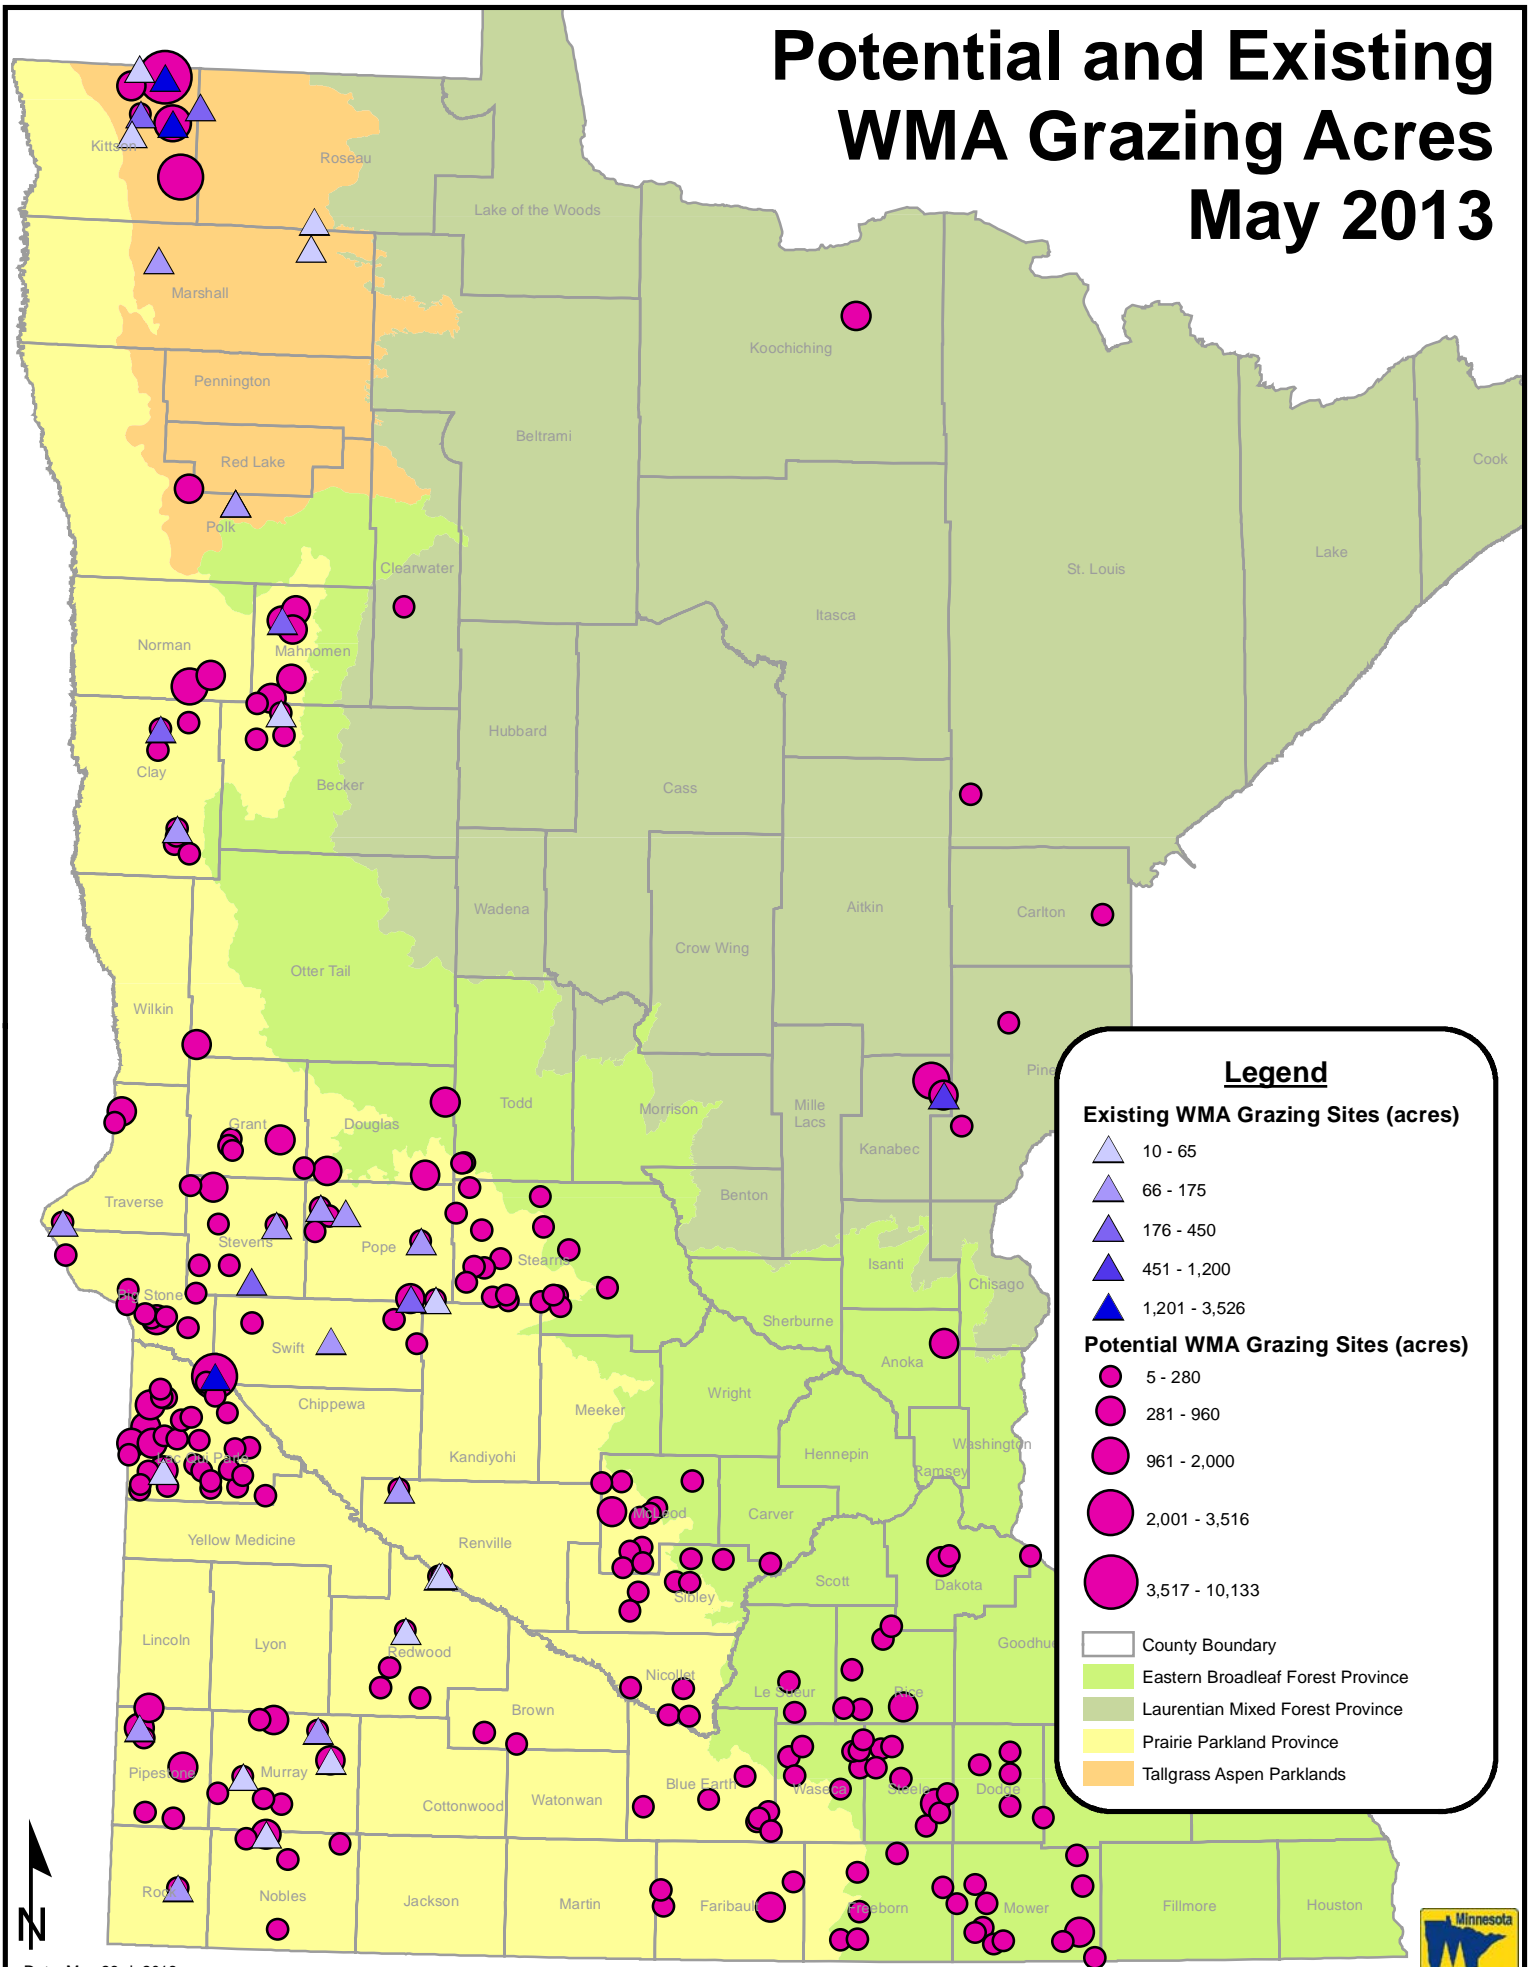 Potential and Existing
WMA Grazing Acres
May 2013
Kittson
Roseau
Lake of the Woods
Marshall
Koochiching
Pennington
Beltrami
Red Lake
Cook
Polk
Lake
Clearwater
St. Louis
Itasca
Norman
Mahnomen
Hubbard
Clay
Becker
Cass
Wadena
Aitkin
Carlton
Crow Wing
Otter Tail
Wilkin
Pine
Todd
Morrison
Mille
Lacs
Grant
Douglas
Kanabec
Traverse
Benton
Stevens
Pope
Stearns
Isanti
Chisago
Big Stone
Sherburne
Swift
Anoka
Chippewa
Meeker
Wright
Washington
Hennepin
Lac Qui Parle
Kandiyohi
Ramsey
McLeod
Carver
Yellow Medicine
Renville
Scott
Dakota
Sibley
Lincoln
Lyon
Redwood
Goodhue
Nicollet
Le Sueur
Rice
Brown
Pipestone
Murray
Blue Earth
Waseca
Steele
Dodge
Cottonwood
Watonwan
Rock
Nobles
Jackson
Martin
Faribault
Freeborn
Mower
Fillmore
Houston
Legend
Existing WMA Grazing Sites (acres)
10 - 65
66 - 175
176 - 450
451 - 1,200
1,201 - 3,526
Potential WMA Grazing Sites (acres)
5 - 280
281 - 960
961 - 2,000
2,001 - 3,516
3,517 - 10,133
County Boundary
Eastern Broadleaf Forest Province
Laurentian Mixed Forest Province
Prairie Parkland Province
Tallgrass Aspen Parklands
N
Minnesota